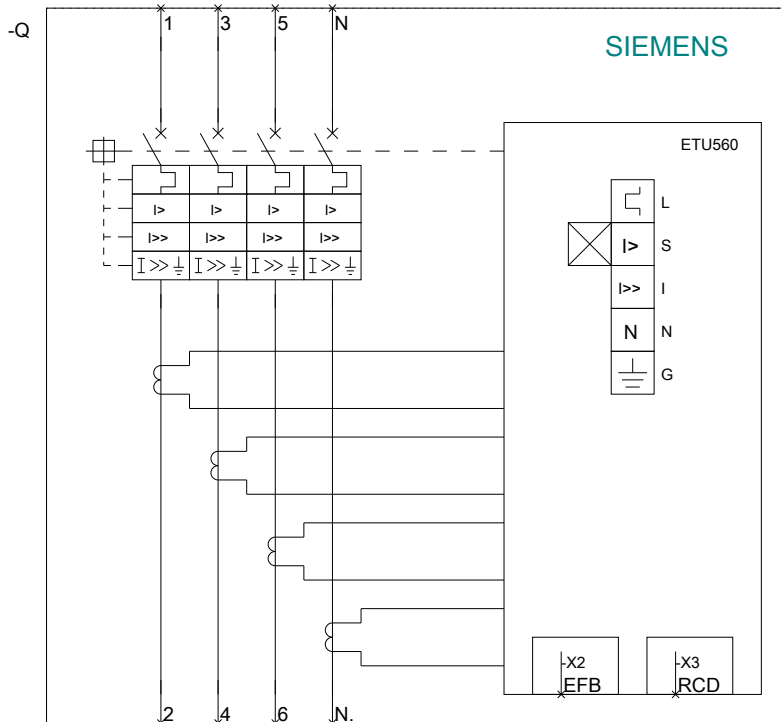 -Q
1 3 5 N
SIEMENS
ETU560
L
I> I> I> I> I> S
I>> I>> I>> I>> I>> I
I >> I >> I >> I >>
N N
G
-X2 -X3
EFB RCD
2 4 6 N.